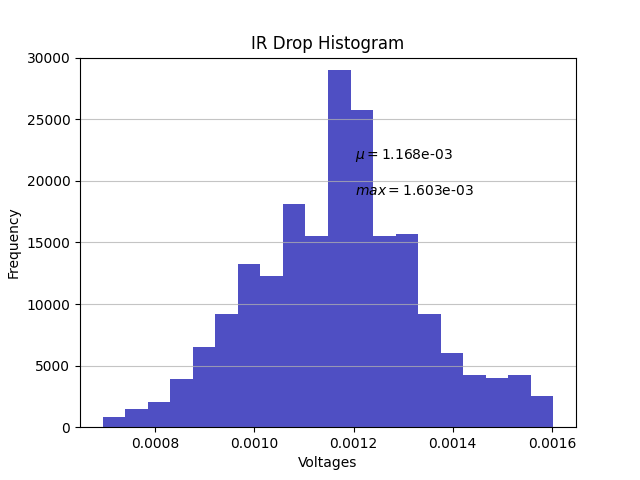 IR Drop Histogram
30000
25000
20000
15000
10000
5000
0
Frequency
μ = 1.168e-03
max = 1.603e-03
0.0008 0.0010 0.0012 0.0014 0.0016
Voltages